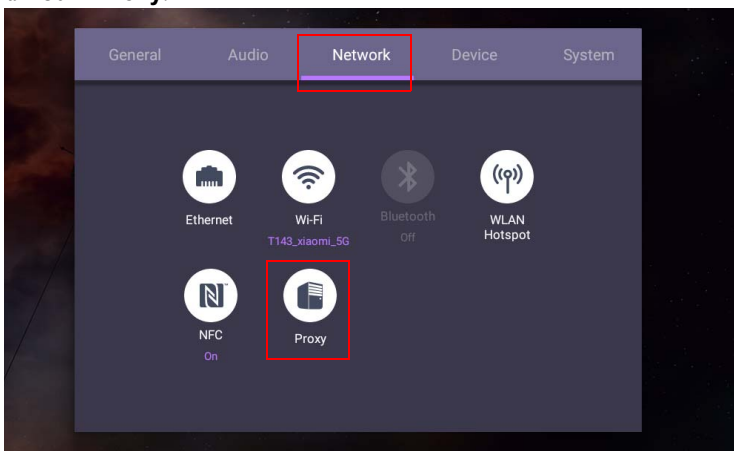 General Audio Network Device System
Ethernet Wi-Fi Bluetooth WLAN
T143_xiaomi_5G Off Hotspot
NFC Proxy
On